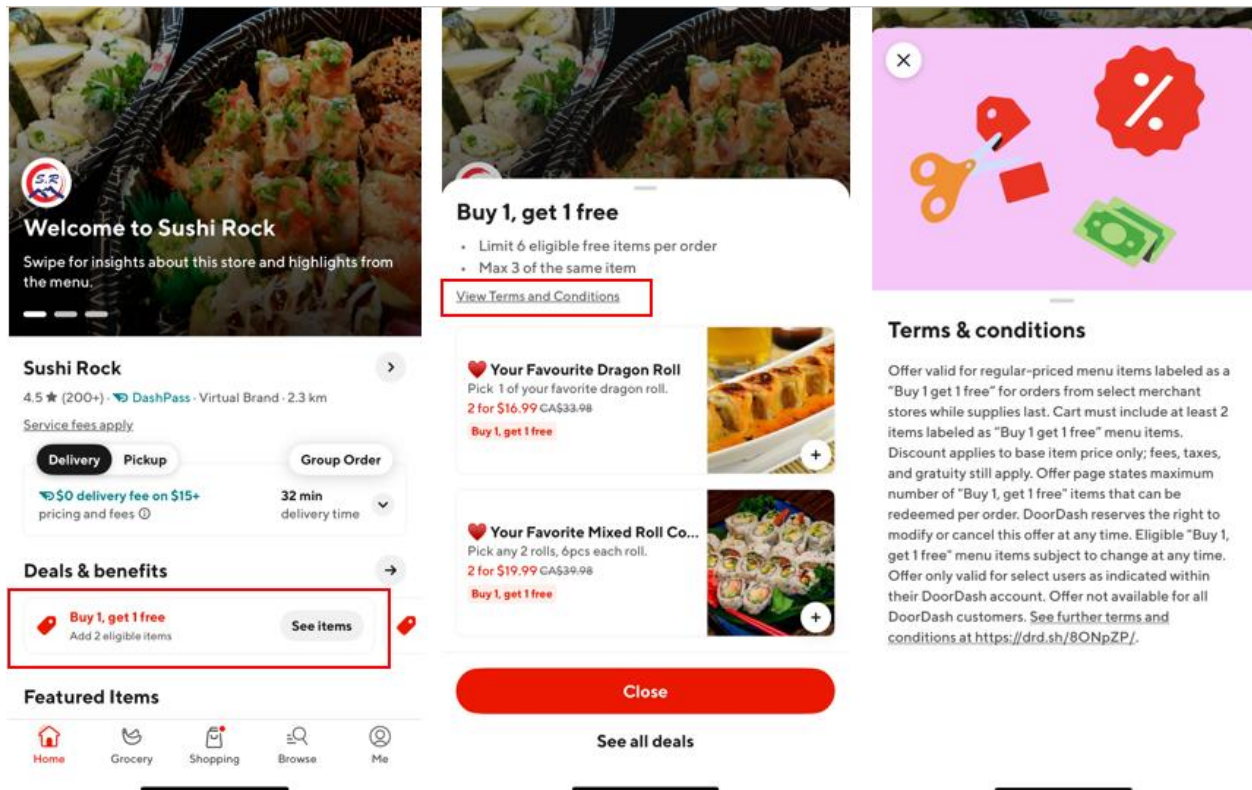 S.R
Welcome to Sushi Rock
Swipe for insights about this store and highlights from
the menu.
Sushi Rock
4.5 ★ (200+) · DashPass · Virtual Brand · 2.3 km
Service fees apply
Delivery
Pickup
Group Order
$0 delivery fee on $15+
pricing and fees
32 min
delivery time
Deals & benefits
Buy 1, get 1 free
Add 2 eligible items
See items
Featured Items
Home
Grocery
Shopping
Browse
Me
Buy 1, get 1 free
• Limit 6 eligible free items per order
• Max 3 of the same item
View Terms and Conditions
❤️ Your Favourite Dragon Roll
Pick 1 of your favorite dragon roll.
2 for $16.99 CA$33.98
Buy 1, get 1 free
❤️ Your Favorite Mixed Roll Co...
Pick any 2 rolls, 6pcs each roll.
2 for $19.99 CA$39.98
Buy 1, get 1 free
Close
See all deals
%
Terms & conditions
Offer valid for regular-priced menu items labeled as a
"Buy 1 get 1 free" for orders from select merchant
stores while supplies last. Cart must include at least 2
items labeled as "Buy 1 get 1 free" menu items.
Discount applies to base item price only; fees, taxes,
and gratuity still apply. Offer page states maximum
number of "Buy 1, get 1 free" items that can be
redeemed per order. DoorDash reserves the right to
modify or cancel this offer at any time. Eligible "Buy 1,
get 1 free" menu items subject to change at any time.
Offer only valid for select users as indicated within
their DoorDash account. Offer not available for all
DoorDash customers. See further terms and
conditions at https://drd.sh/8ONpZP/.